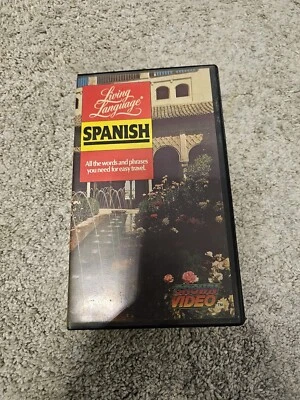 Living
Language®
SPANISH
All the words and phrases
you need for easy travel.
VIDEO